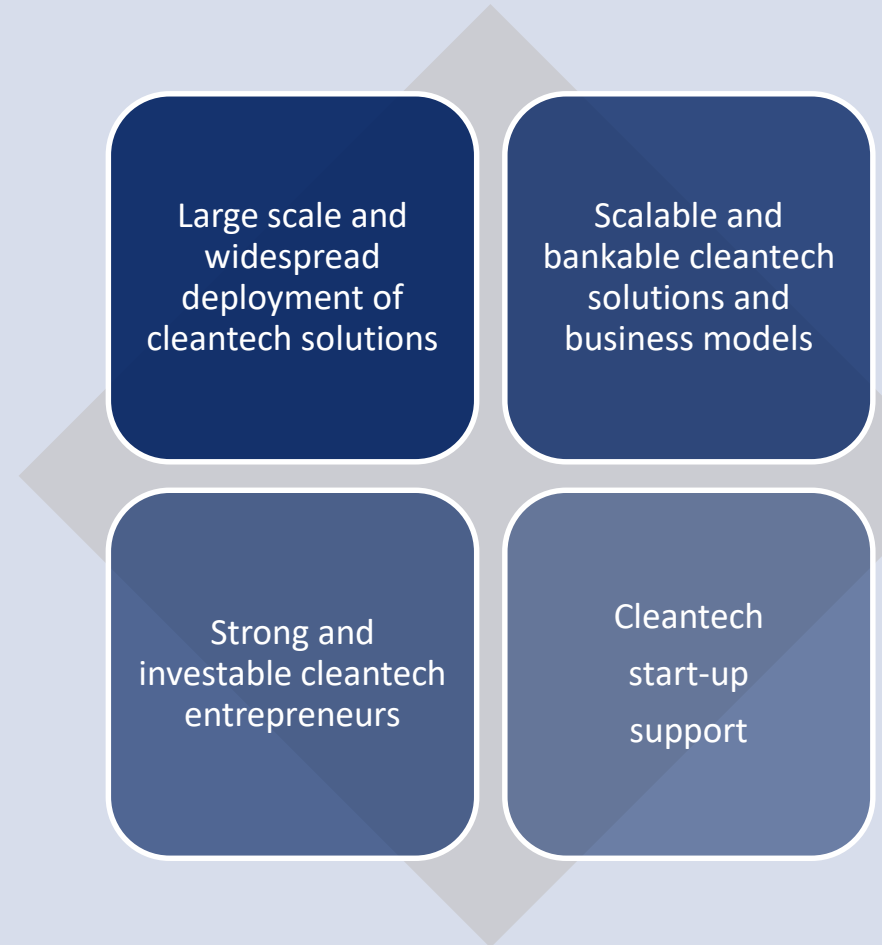 Large scale and
widespread
deployment of
cleantech solutions
Scalable and
bankable cleantech
solutions and
business models
Strong and
investable cleantech
entrepreneurs
Cleantech
start-up
support